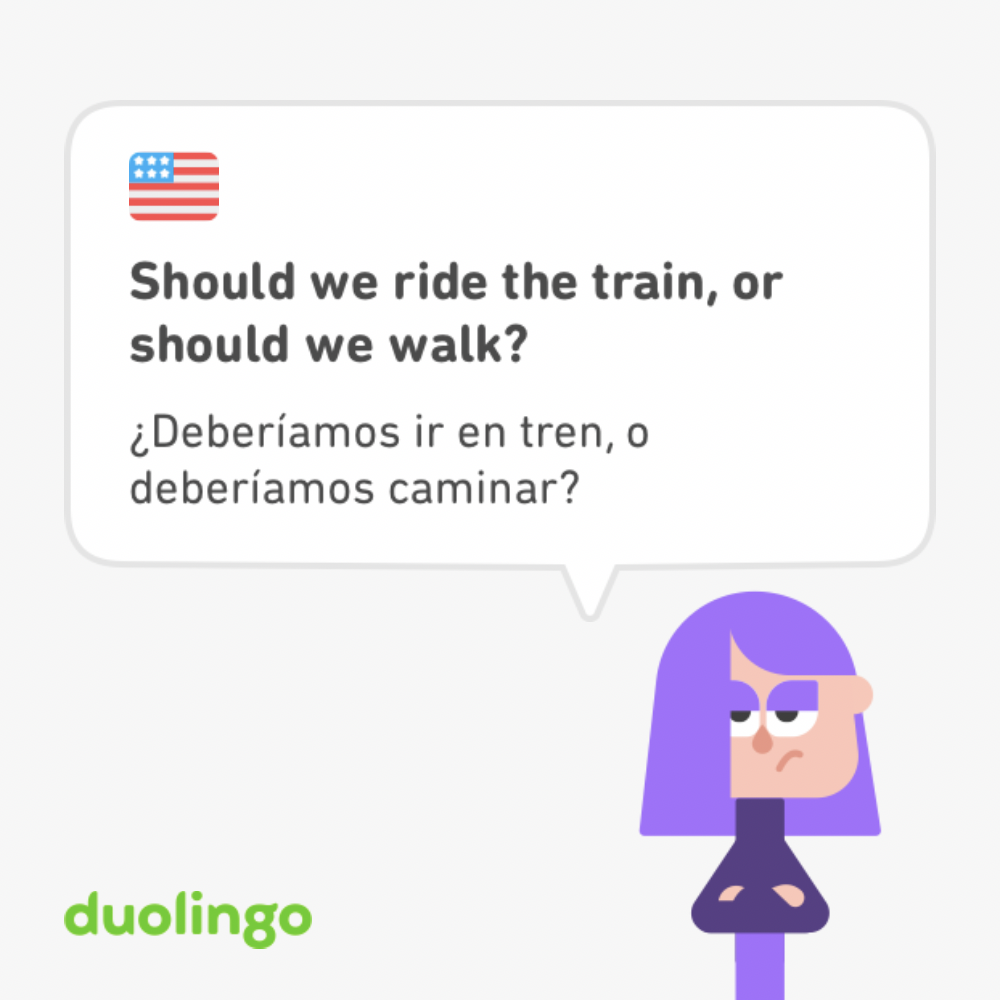 Should we ride the train, or
should we walk?
¿Deberíamos ir en tren, o
deberíamos caminar?
duolingo